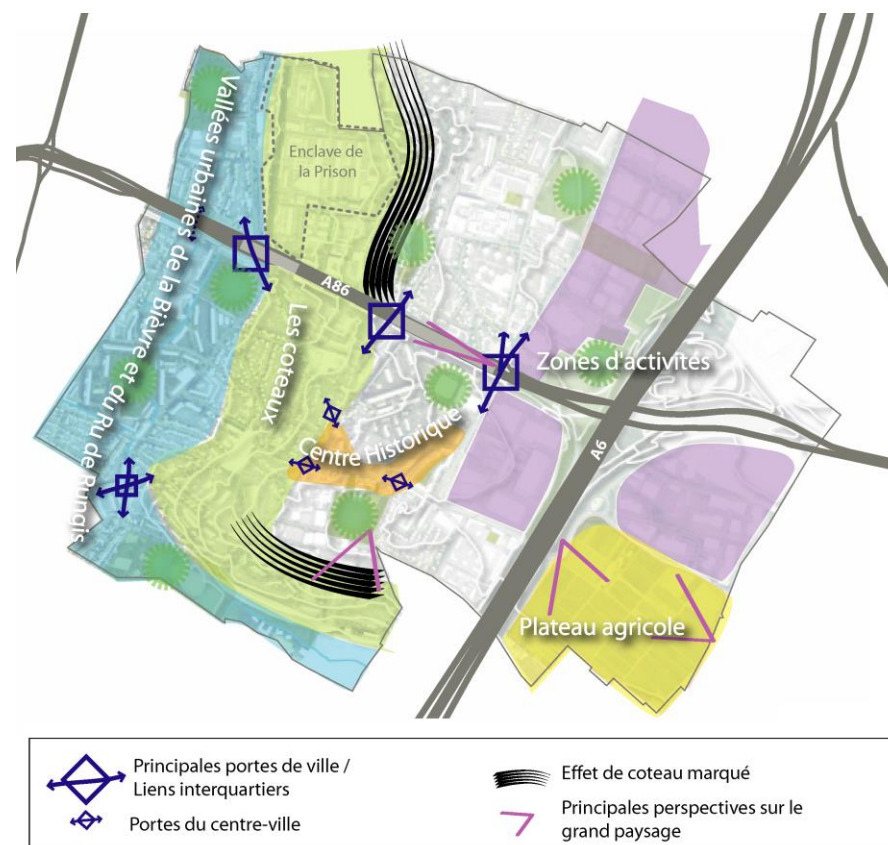 Vallées urbaines de la Bièvre et du Ru de Rungis
Enclave de
la Prison
A86
Les coteaux
Zones d'activités
Centre Historique
A6
Plateau agricole
Principales portes de ville /
Liens interquartiers
Portes du centre-ville
Effet de coteau marqué
Principales perspectives sur le
grand paysage